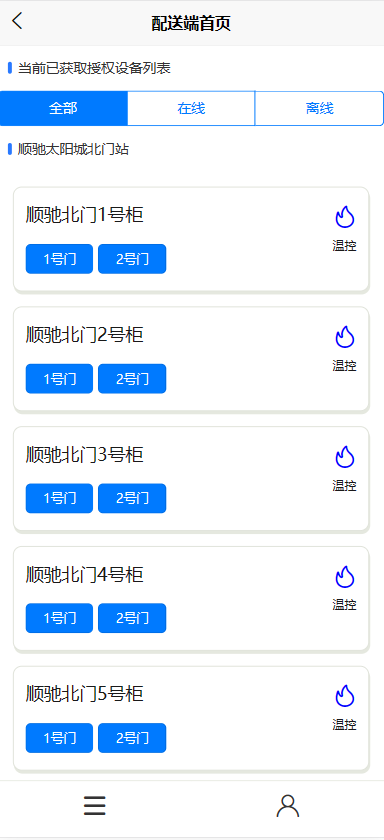 配送端首页
当前已获取授权设备列表
全部 在线 离线
顺驰太阳城北门站
顺驰北门1号柜
温控
1号门 2号门
顺驰北门2号柜
温控
1号门 2号门
顺驰北门3号柜
温控
1号门 2号门
顺驰北门4号柜
温控
1号门 2号门
顺驰北门5号柜
温控
1号门 2号门